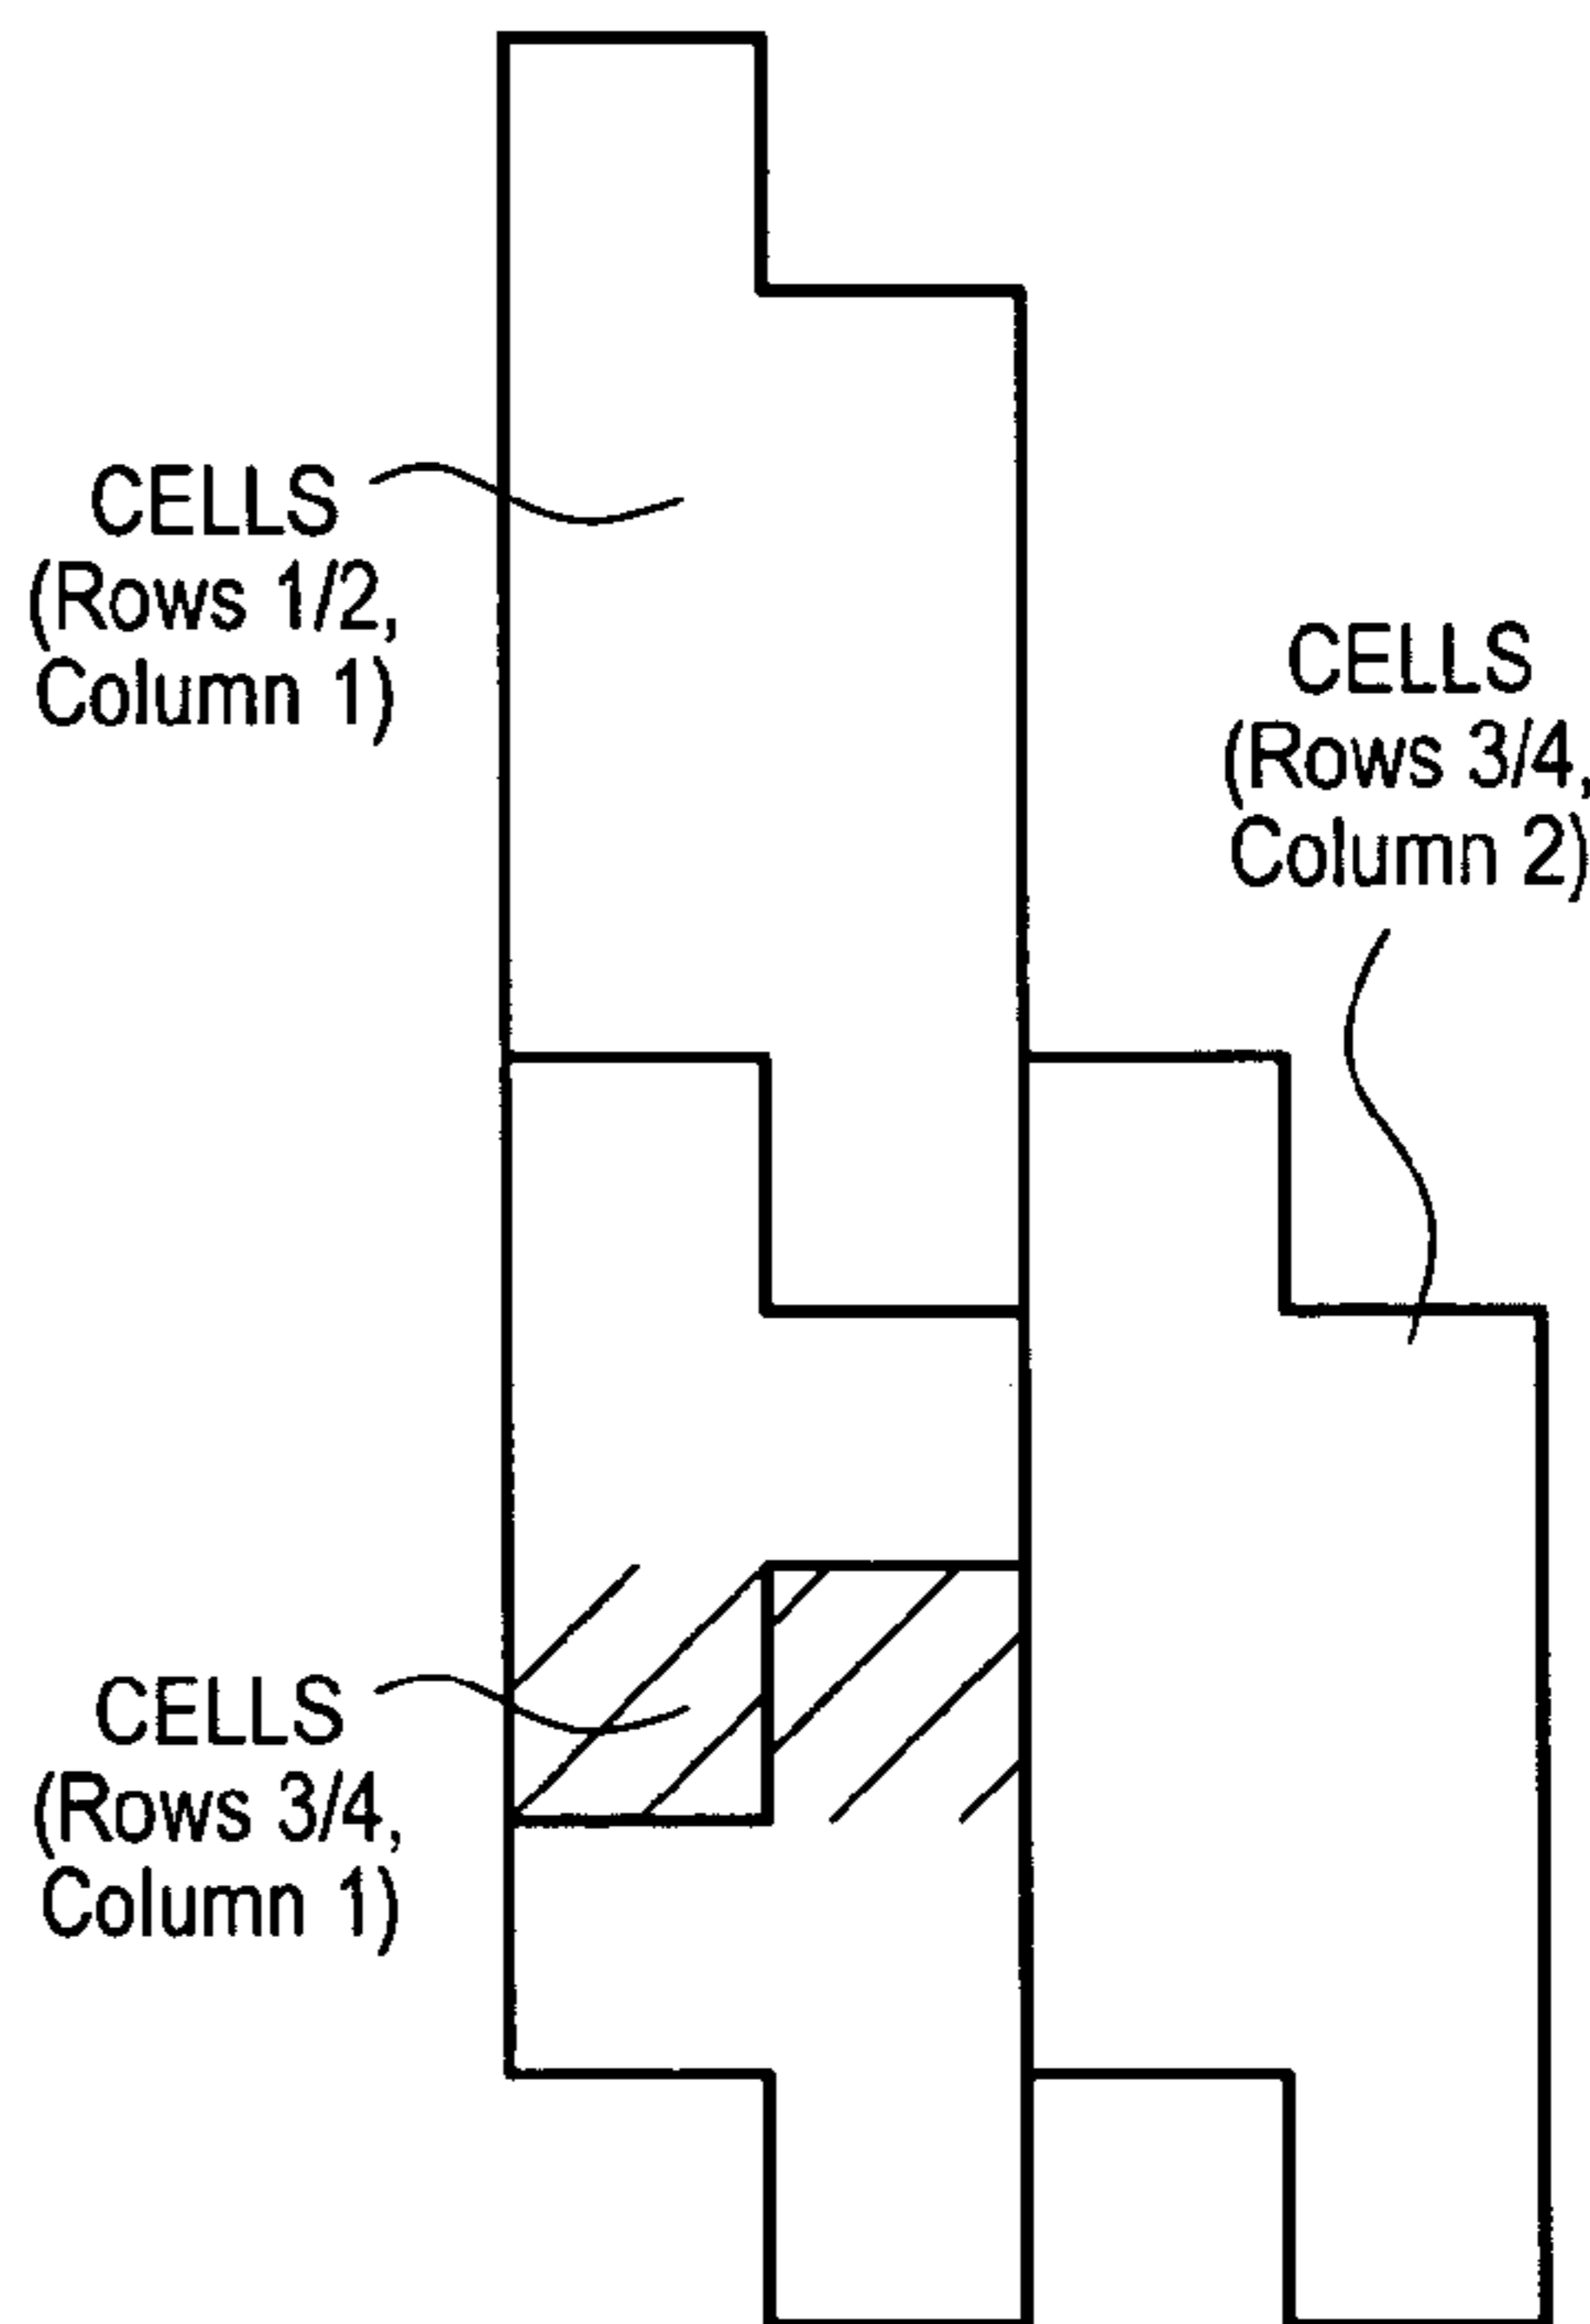 CELLS
(Rows 1/2,
Column 1)
CELLS
(Rows 3/4,
Column 2)
CELLS
(Rows 3/4,
Column 1)